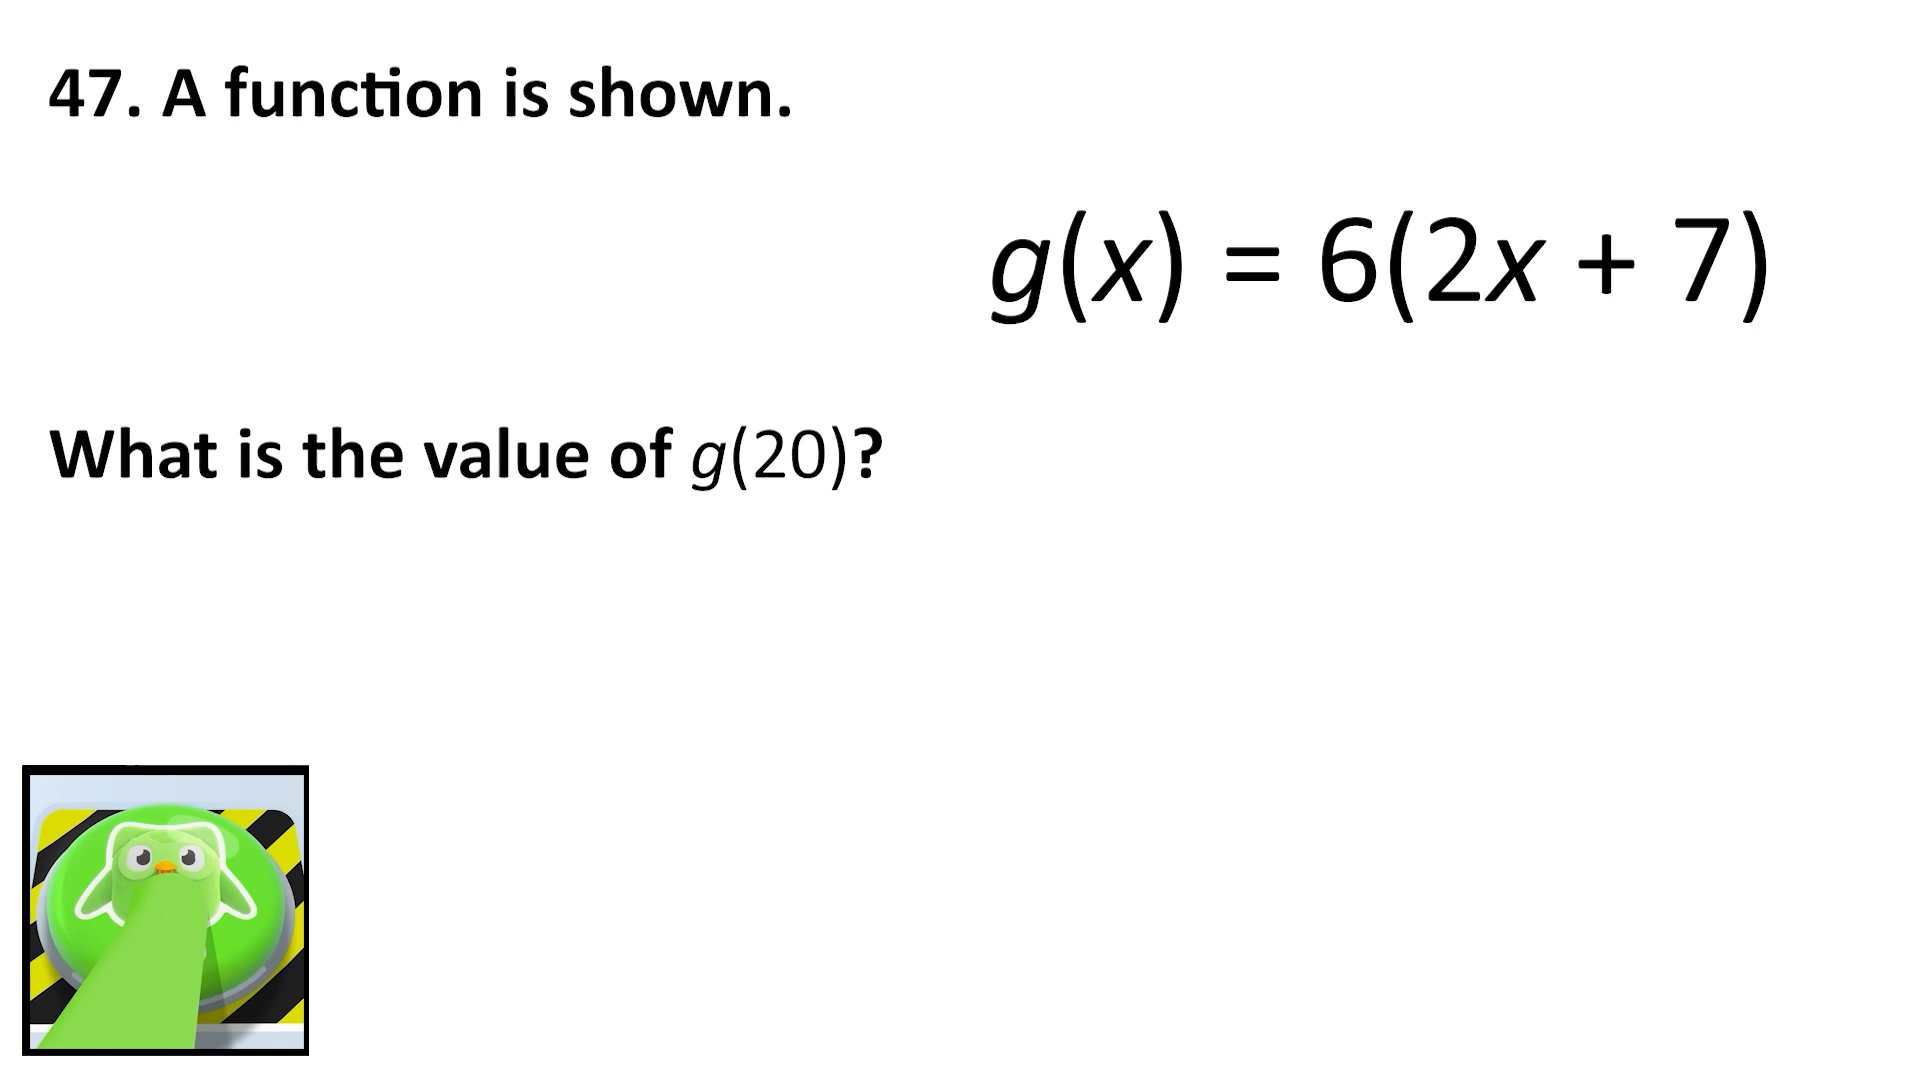 47. A function is shown.
g(x) = 6(2x + 7)
What is the value of g(20)?